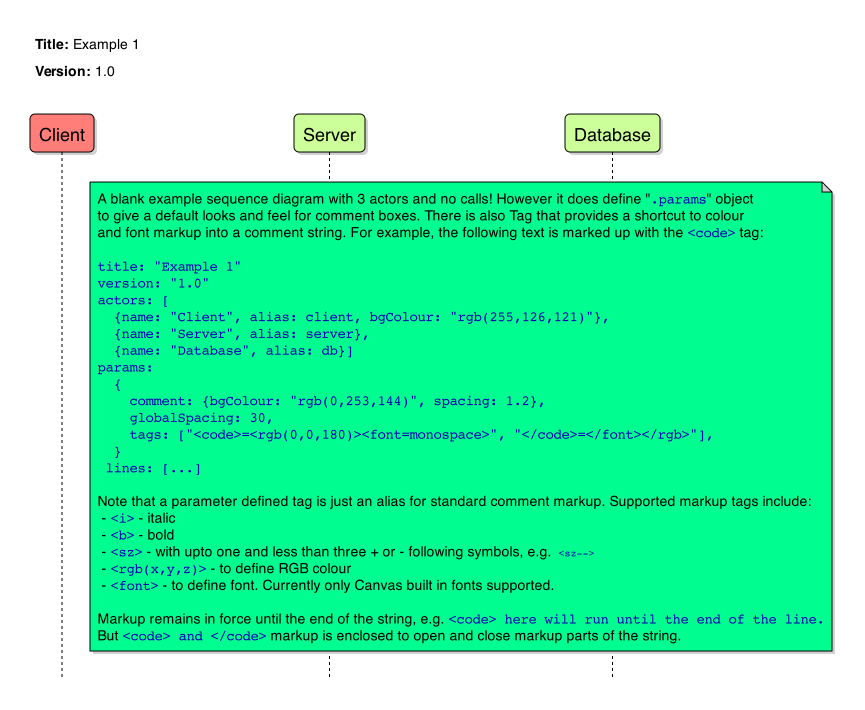 Title: Example 1
Version: 1.0
Client
Server
Database
A blank example sequence diagram with 3 actors and no calls! However it does define ".params" object
to give a default looks and feel for comment boxes. There is also Tag that provides a shortcut to colour
and font markup into a comment string. For example, the following text is marked up with the <code> tag:
title: "Example 1"
version: "1.0"
actors: [
  {name: "Client", alias: client, bgColour: "rgb(255,126,121)"},
  {name: "Server", alias: server},
  {name: "Database", alias: db}]
params:
  {
    comment: {bgColour: "rgb(0,253,144)", spacing: 1.2},
    globalSpacing: 30,
    tags: ["<code>=<rgb(0,0,180)><font=monospace>", "</code>=</font></rgb>"],
  }
 lines: [...]
Note that a parameter defined tag is just an alias for standard comment markup. Supported markup tags include:
- <i> - italic
- <b> - bold
- <sz> - with upto one and less than three + or - following symbols, e.g. <sz-->
- <rgb(x,y,z)> - to define RGB colour
- <font> - to define font. Currently only Canvas built in fonts supported.
Markup remains in force until the end of the string, e.g. <code> here will run until the end of the line.
But <code> and </code> markup is enclosed to open and close markup parts of the string.